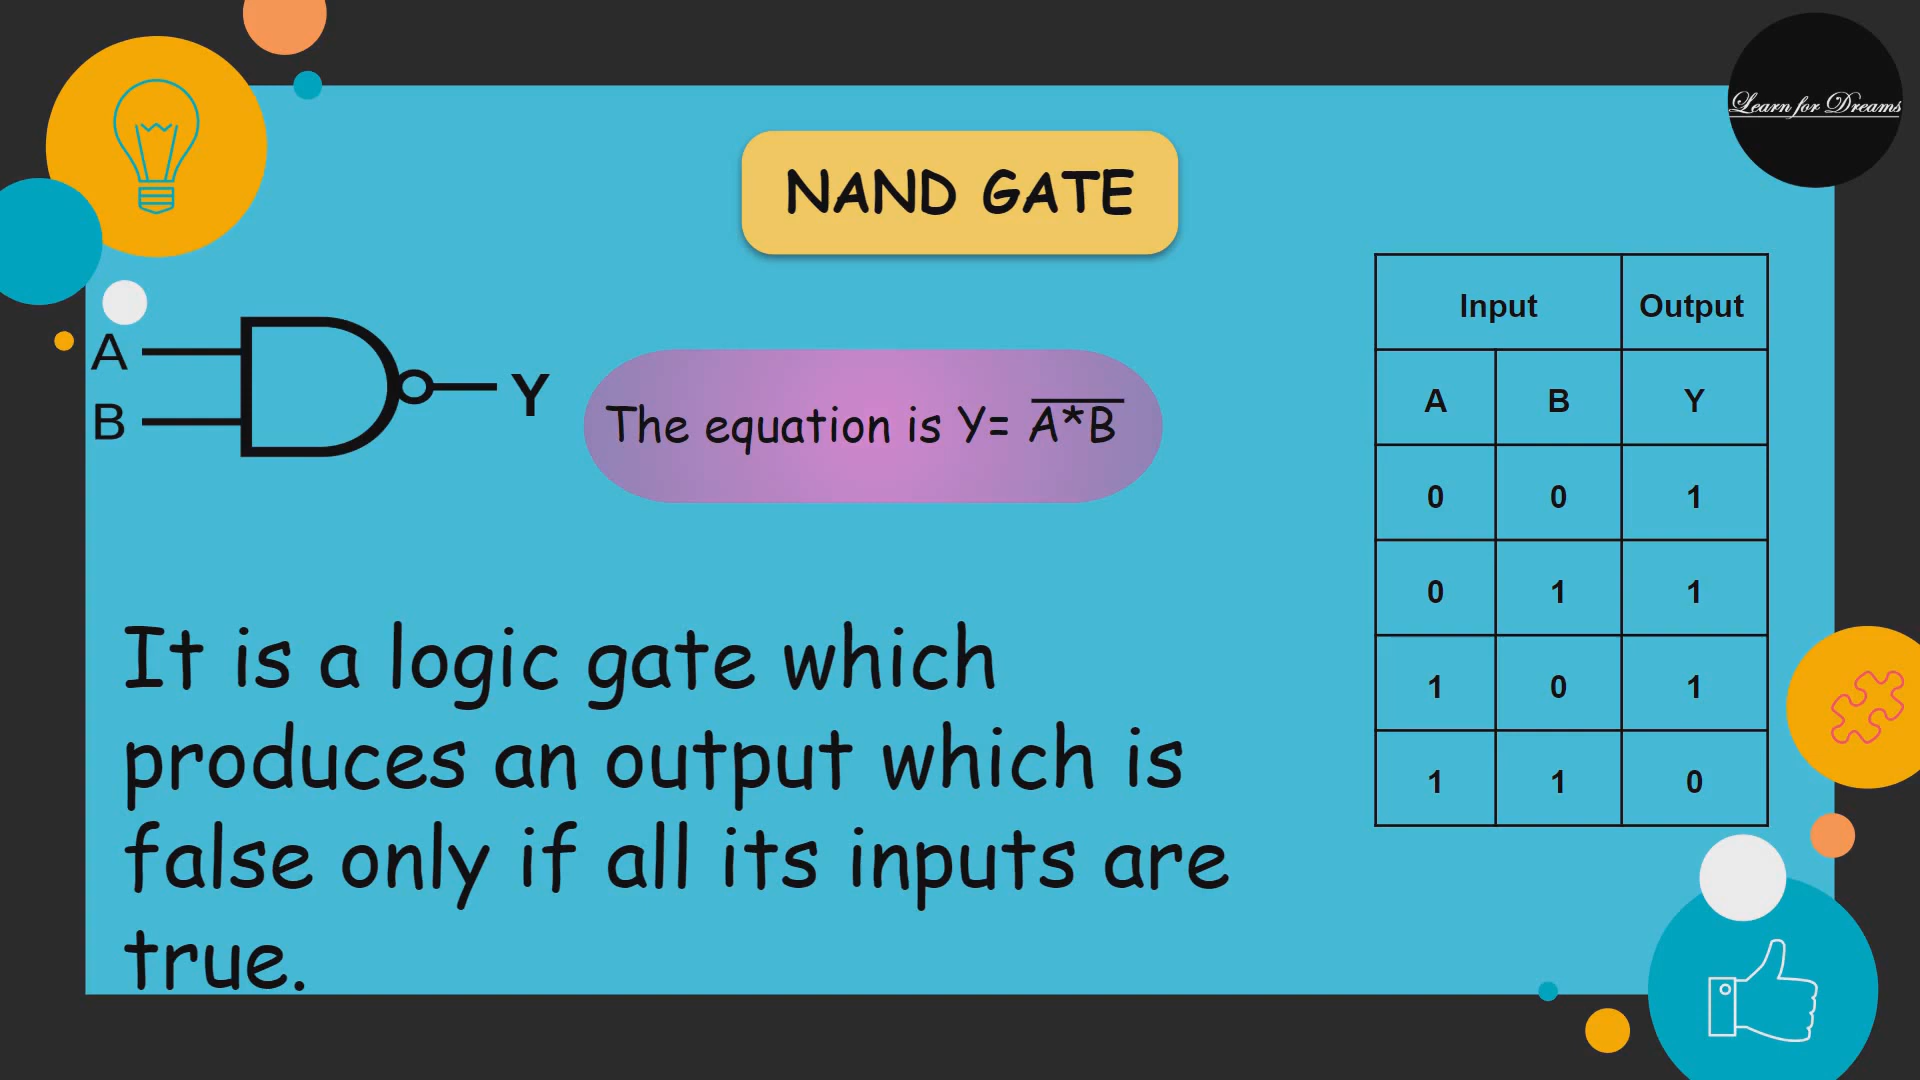 Learn for Dreams
NAND GATE
A
B
Y
The equation is Y= \overline{A*B}
Input Output
A B Y
0 0 1
0 1 1
1 0 1
1 1 0
It is a logic gate which
produces an output which is
false only if all its inputs are
true.